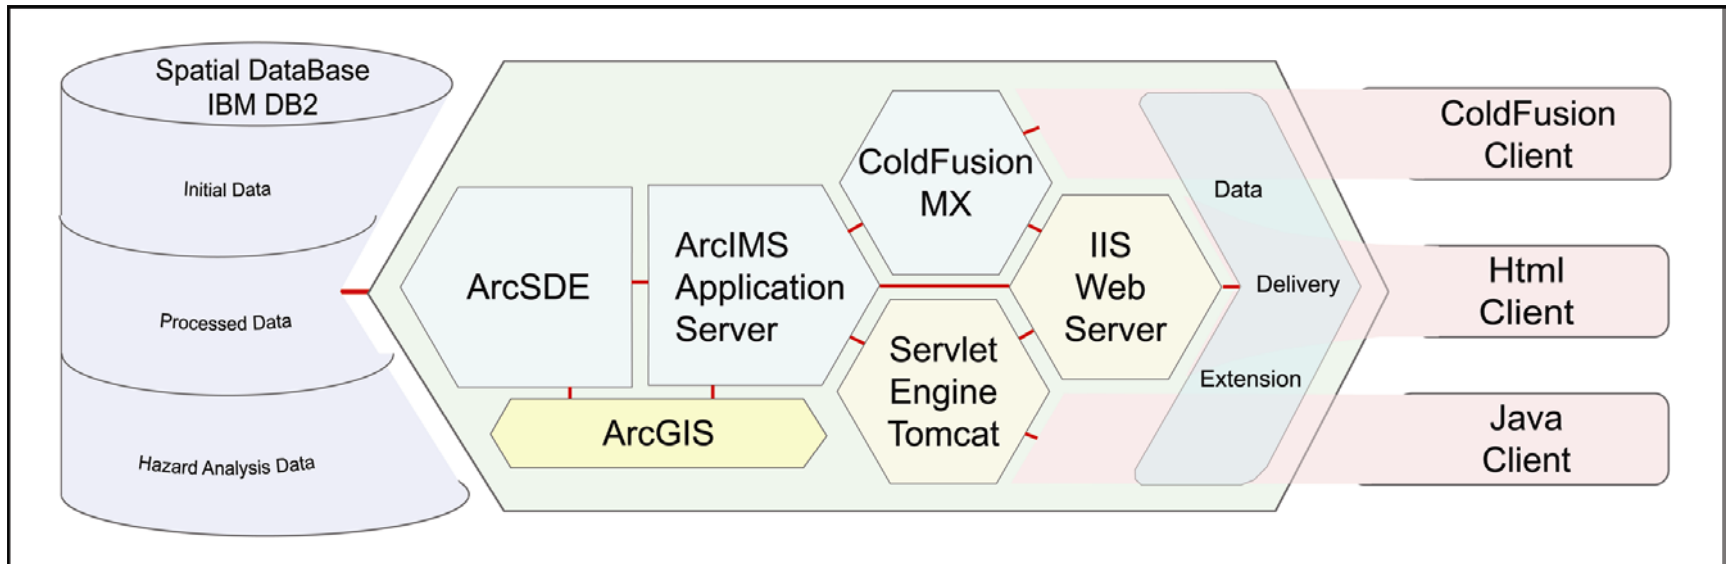 Spatial DataBase
IBM DB2
Initial Data
Processed Data
Hazard Analysis Data
ArcSDE
ArcIMS
Application
Server
ArcGIS
ColdFusion
MX
Servlet
Engine
Tomcat
IIS
Web
Server
Data
Delivery
Extension
ColdFusion
Client
Html
Client
Java
Client